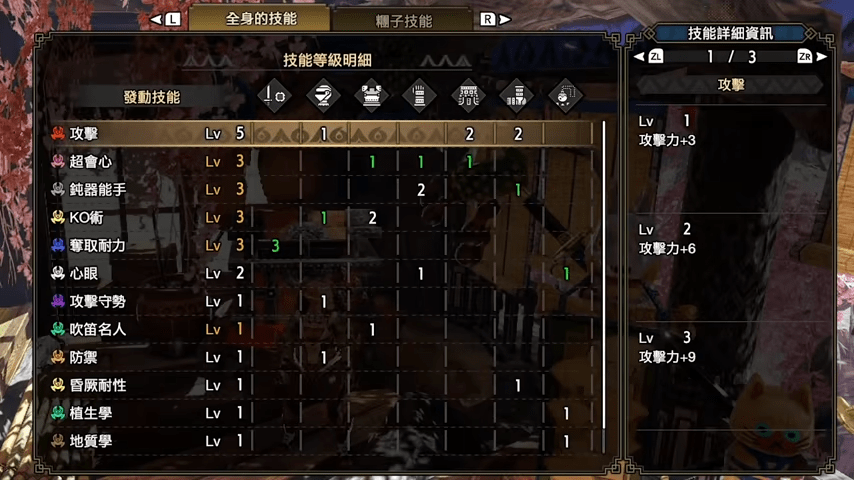 L 全身的技能 糰子技能 R
技能等級明細
發動技能
攻擊 Lv 5 1 2 2
超會心 Lv 3 1 1 1
鈍器能手 Lv 3 2 1
KO術 Lv 3 1 2
奪取耐力 Lv 3 3
心眼 Lv 2 1 1
攻擊守勢 Lv 1 1
吹笛名人 Lv 1 1
防禦 Lv 1 1
昏厥耐性 Lv 1 1
植生學 Lv 1 1
地質學 Lv 1 1
技能詳細資訊
ZL 1 / 3 ZR
攻擊
Lv 1
攻擊力+3
Lv 2
攻擊力+6
Lv 3
攻擊力+9